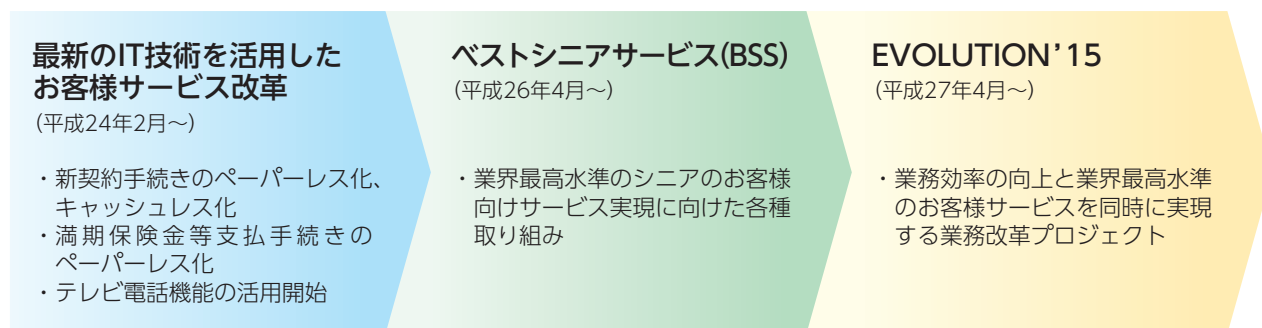 最新のIT技術を活用した
お客様サービス改革
(平成24年2月～)
・新契約手続きのペーパーレス化、
キャッシュレス化
・満期保険金等支払手続きの
ペーパーレス化
・テレビ電話機能の活用開始
ベストシニアサービス(BSS)
(平成26年4月～)
・業界最高水準のシニアのお客様
向けサービス実現に向けた各種
取り組み
EVOLUTION’15
(平成27年4月～)
・業務効率の向上と業界最高水準
のお客様サービスを同時に実現
する業務改革プロジェクト